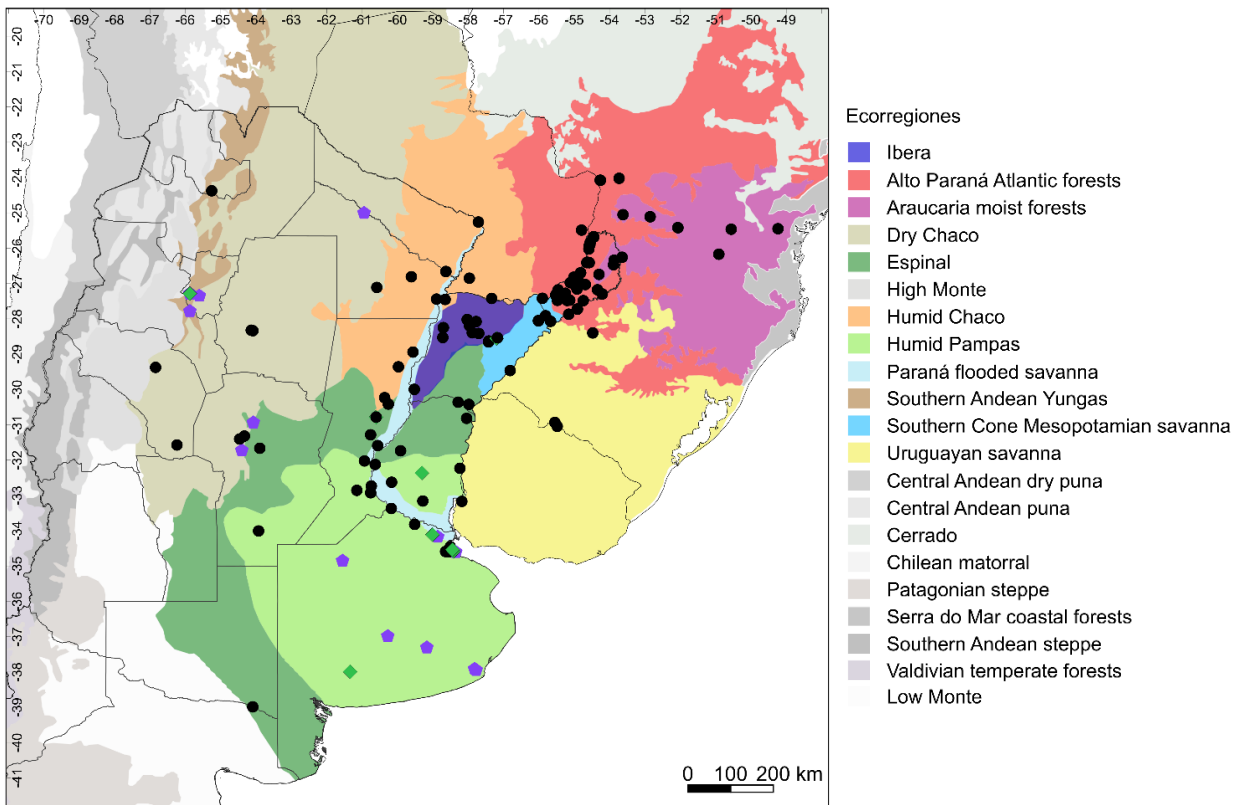 -70 -69 -68 -67 -66 -65 -64 -63 -62 -61 -60 -59 -58 -57 -56 -55 -54 -53 -52 -51 -50 -49
-20
-21
-22
-23
-24
-25
-26
-27
-28
-29
-30
-31
-32
-33
-34
-35
-36
-37
-38
-39
-40
-41
0 100 200 km
Ecorregiones
Ibera
Alto Paraná Atlantic forests
Araucaria moist forests
Dry Chaco
Espinal
High Monte
Humid Chaco
Humid Pampas
Paraná flooded savanna
Southern Andean Yungas
Southern Cone Mesopotamian savanna
Uruguayan savanna
Central Andean dry puna
Central Andean puna
Cerrado
Chilean matorral
Patagonian steppe
Serra do Mar coastal forests
Southern Andean steppe
Valdivian temperate forests
Low Monte